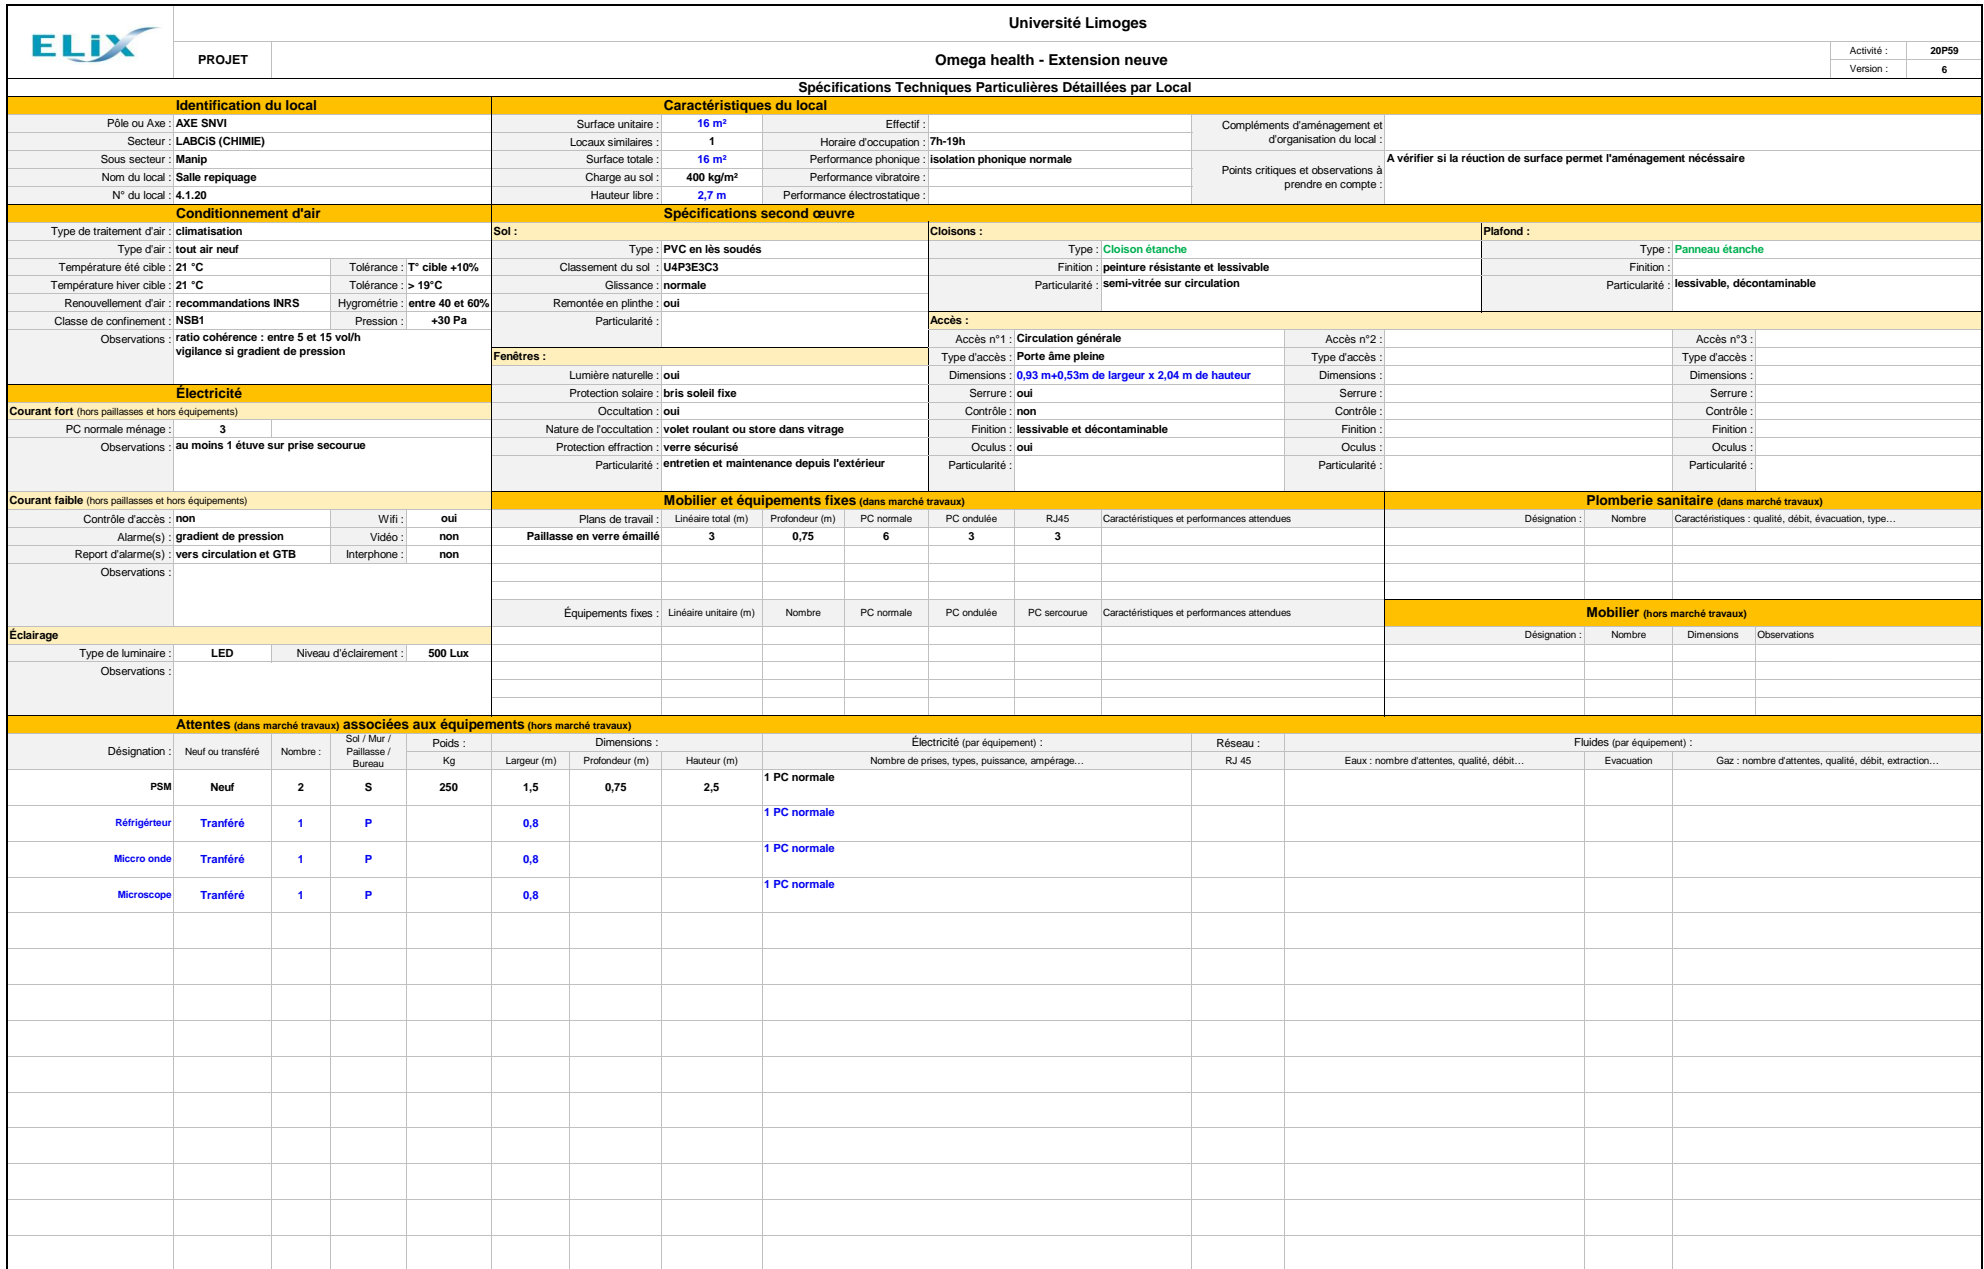 ELiX
Université Limoges
PROJET
Omega health - Extension neuve
Activité : 20P59
Version : 6
Spécifications Techniques Particulières Détaillées par Local
Identification du local
Caractéristiques du local
Pôle ou Axe : AXE SNVI
Secteur : LABCiS (CHIMIE)
Sous secteur : Manip
Nom du local : Salle repiquage
N° du local : 4.1.20
Surface unitaire : 16 m²
Locaux similaires : 1
Surface totale : 16 m²
Charge au sol : 400 kg/m²
Hauteur libre : 2,7 m
Effectif :
Horaire d'occupation : 7h-19h
Performance phonique : isolation phonique normale
Performance vibratoire :
Performance électrostatique :
Compléments d'aménagement et
d'organisation du local :
Points critiques et observations à
prendre en compte :
A vérifier si la réuction de surface permet l'aménagement nécéssaire
Conditionnement d'air
Type de traitement d'air : climatisation
Type d'air : tout air neuf
Température été cible : 21 °C Tolérance : T° cible +10%
Température hiver cible : 21 °C Tolérance : > 19°C
Renouvellement d'air : recommandations INRS Hygrométrie : entre 40 et 60%
Classe de confinement : NSB1 Pression : +30 Pa
Observations : ratio cohérence : entre 5 et 15 vol/h
vigilance si gradient de pression
Spécifications second œuvre
Sol :
Type : PVC en lès soudés
Classement du sol : U4P3E3C3
Glissance : normale
Remontée en plinthe : oui
Particularité :
Cloisons :
Type : Cloison étanche
Finition : peinture résistante et lessivable
Particularité : semi-vitrée sur circulation
Plafond :
Type : Panneau étanche
Finition :
Particularité : lessivable, décontaminable
Fenêtres :
Lumière naturelle : oui
Protection solaire : bris soleil fixe
Occultation : oui
Nature de l'occultation : volet roulant ou store dans vitrage
Protection effraction : verre sécurisé
Particularité : entretien et maintenance depuis l'extérieur
Accès :
Accès n°1 : Circulation générale
Type d'accès : Porte âme pleine
Dimensions : 0,93 m+0,53m de largeur x 2,04 m de hauteur
Serrure : oui
Contrôle : non
Finition : lessivable et décontaminable
Oculus : oui
Particularité :
Accès n°2 :
Type d'accès :
Dimensions :
Serrure :
Contrôle :
Finition :
Oculus :
Particularité :
Accès n°3 :
Type d'accès :
Dimensions :
Serrure :
Contrôle :
Finition :
Oculus :
Particularité :
Électricité
Courant fort (hors paillasses et hors équipements)
PC normale ménage : 3
Observations : au moins 1 étuve sur prise secourue
Courant faible (hors paillasses et hors équipements)
Contrôle d'accès : non Wifi : oui
Alarme(s) : gradient de pression Vidéo : non
Report d'alarme(s) : vers circulation et GTB Interphone : non
Observations :
Éclairage
Type de luminaire : LED Niveau d'éclairement : 500 Lux
Observations :
Mobilier et équipements fixes (dans marché travaux)
Plans de travail : Linéaire total (m) Profondeur (m) PC normale PC ondulée RJ45 Caractéristiques et performances attendues
Paillasse en verre émaillé 3 0,75 6 3 3
Équipements fixes : Linéaire unitaire (m) Nombre PC normale PC ondulée PC sercourue Caractéristiques et performances attendues
Plomberie sanitaire (dans marché travaux)
Désignation : Nombre Caractéristiques : qualité, débit, évacuation, type…
Mobilier (hors marché travaux)
Désignation : Nombre Dimensions Observations
Attentes (dans marché travaux) associées aux équipements (hors marché travaux)
Désignation : Neuf ou transféré Nombre :
Sol / Mur /
Paillasse /
Bureau
Poids : Dimensions : Électricité (par équipement) : Réseau : Fluides (par équipement) :
Kg Largeur (m) Profondeur (m) Hauteur (m) Nombre de prises, types, puissance, ampérage… RJ 45 Eaux : nombre d'attentes, qualité, débit… Evacuation Gaz : nombre d'attentes, qualité, débit, extraction…
PSM Neuf 2 S 250 1,5 0,75 2,5 1 PC normale
Réfrigérteur Tranféré 1 P 0,8 1 PC normale
Miccro onde Tranféré 1 P 0,8 1 PC normale
Microscope Tranféré 1 P 0,8 1 PC normale